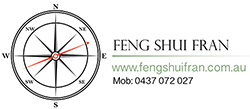 N
NW NE
W E
SW SE
S
FENG SHUI FRAN
www.fengshuifran.com.au
Mob: 0437 072 027